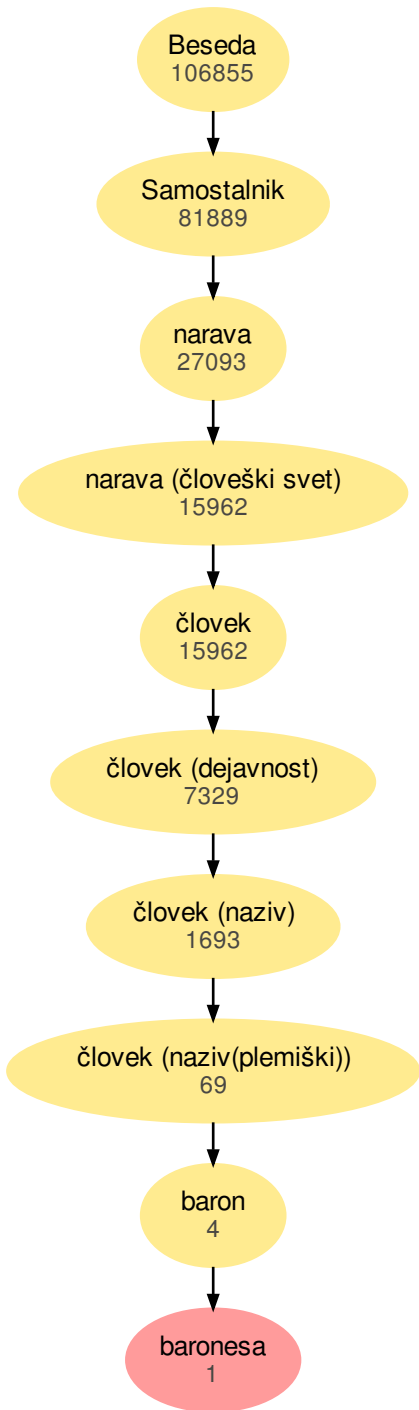 Beseda
106855
Samostalnik
81889
narava
27093
narava (človeški svet)
15962
človek
15962
človek (dejavnost)
7329
človek (naziv)
1693
človek (naziv(plemiški))
69
baron
4
baronesa
1